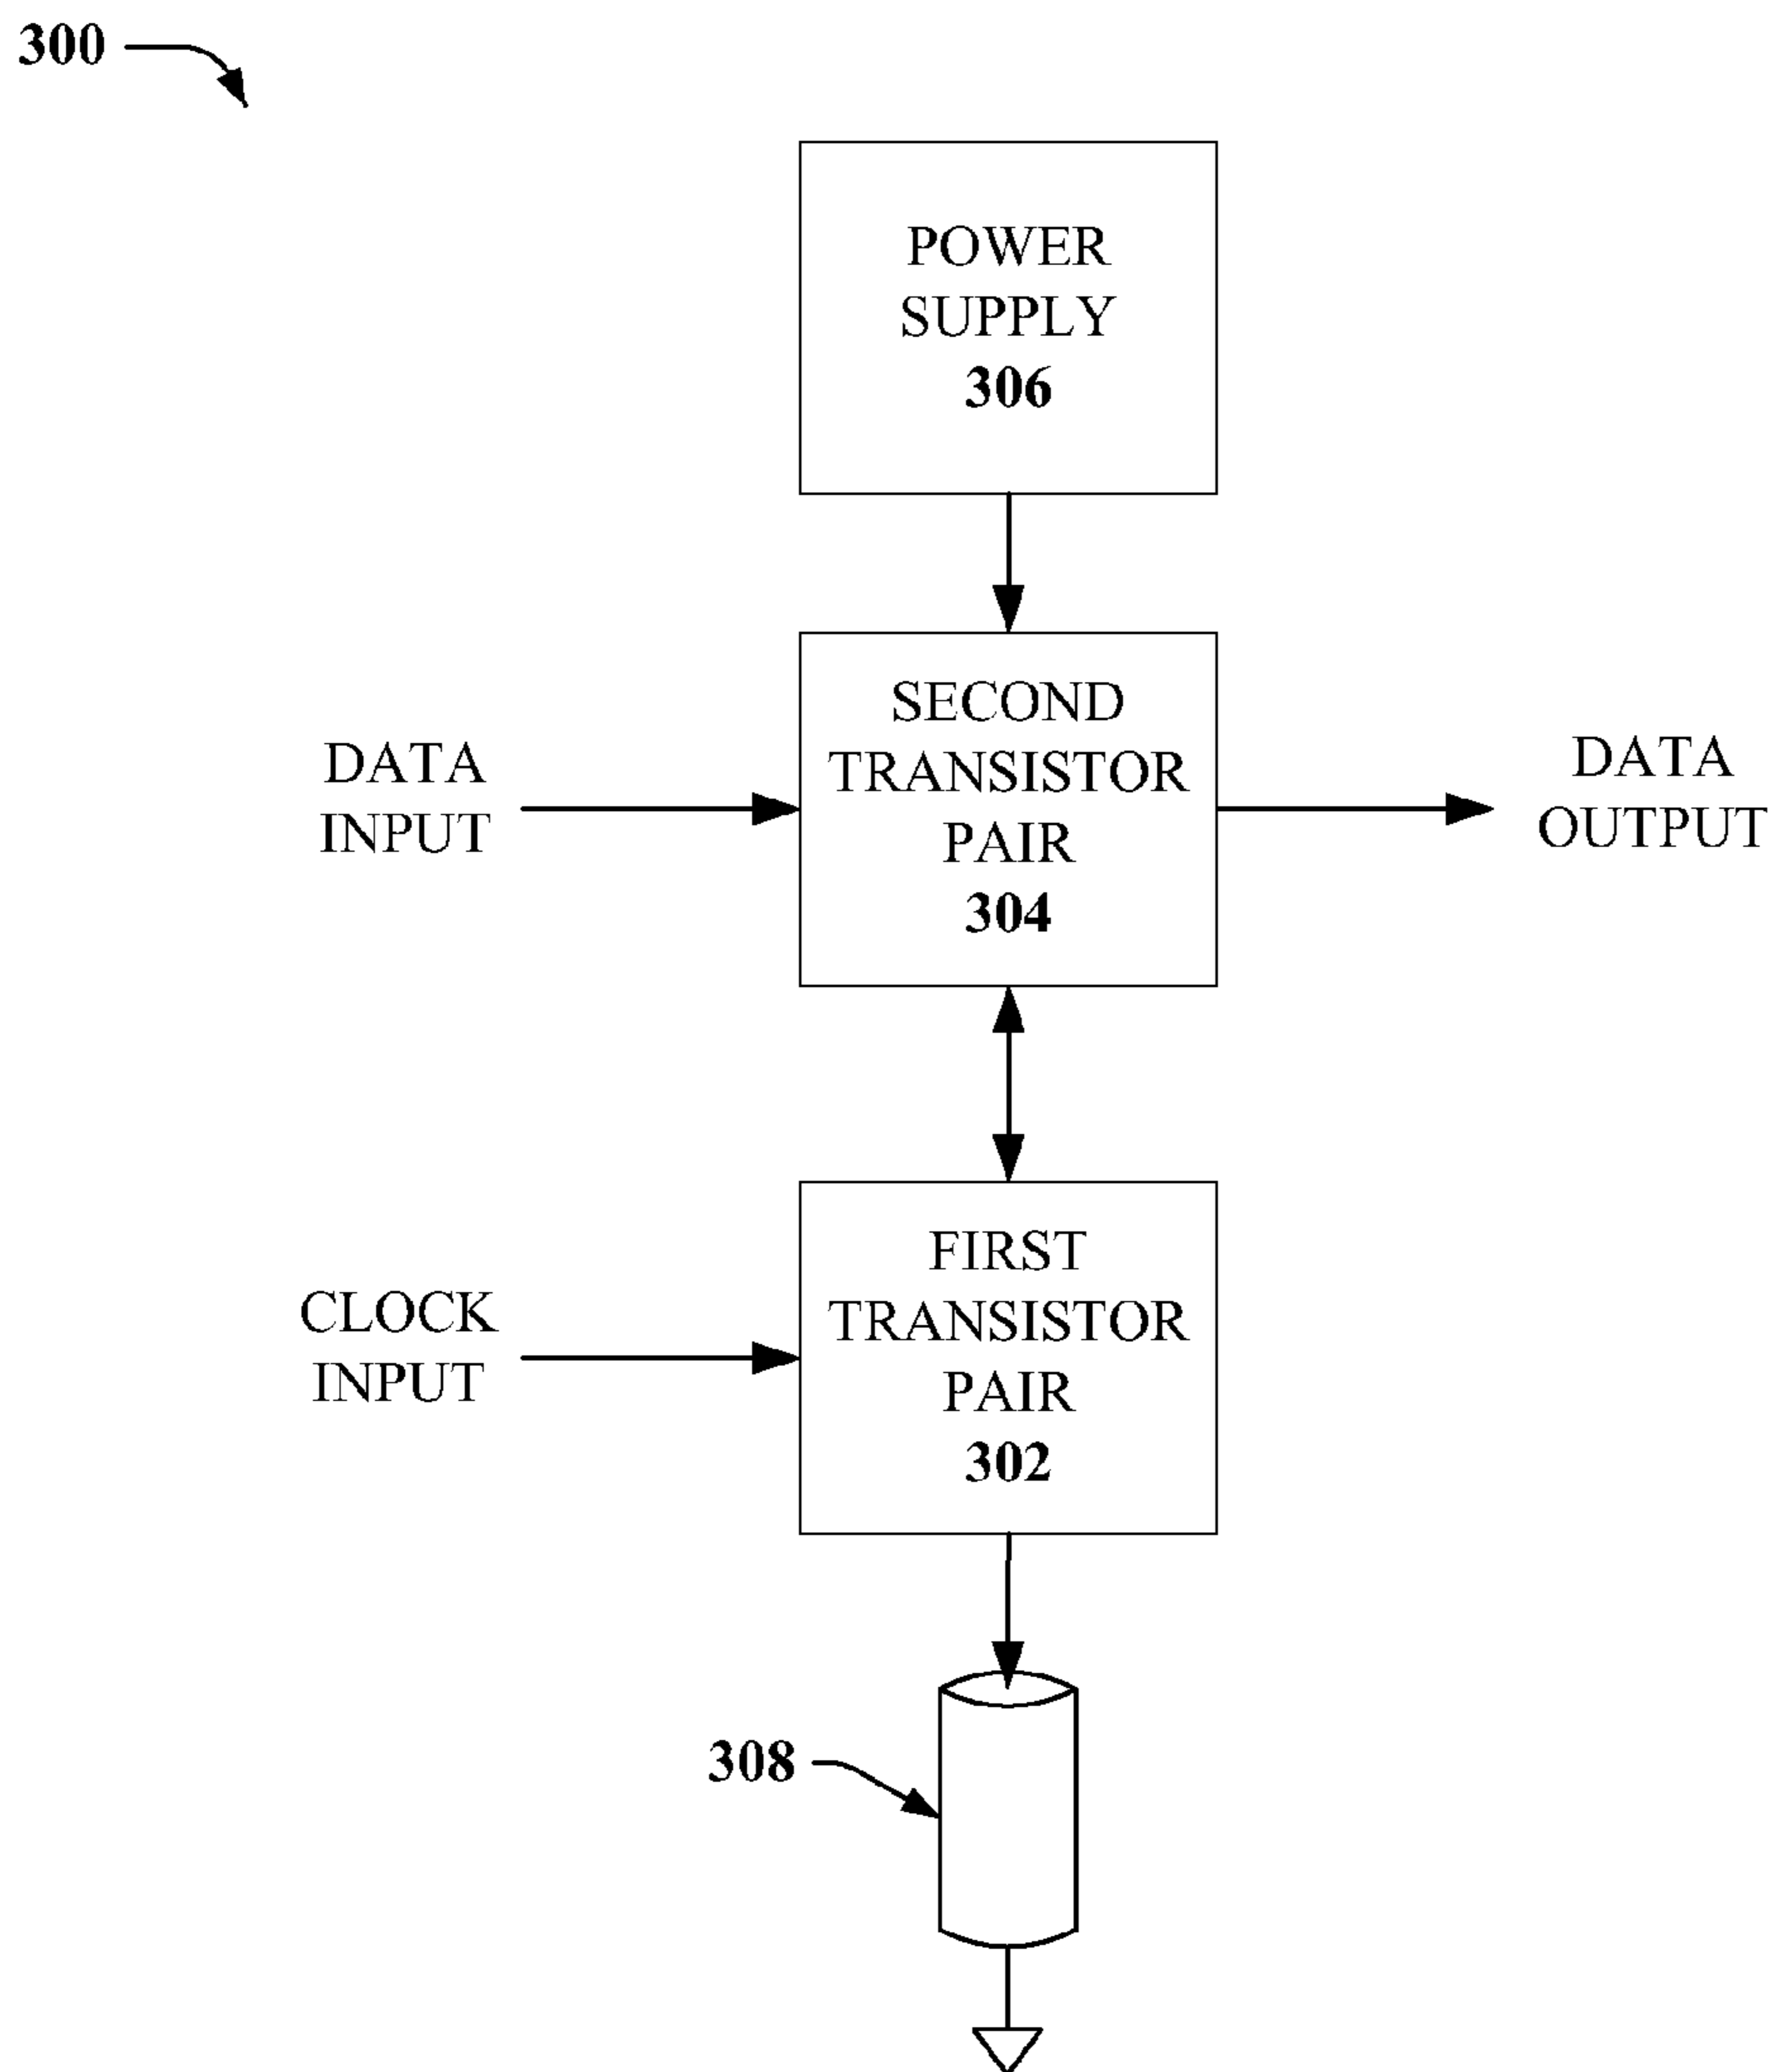 300
POWER
SUPPLY
306
SECOND
TRANSISTOR
PAIR
304
DATA
INPUT
DATA
OUTPUT
FIRST
TRANSISTOR
PAIR
302
CLOCK
INPUT
308